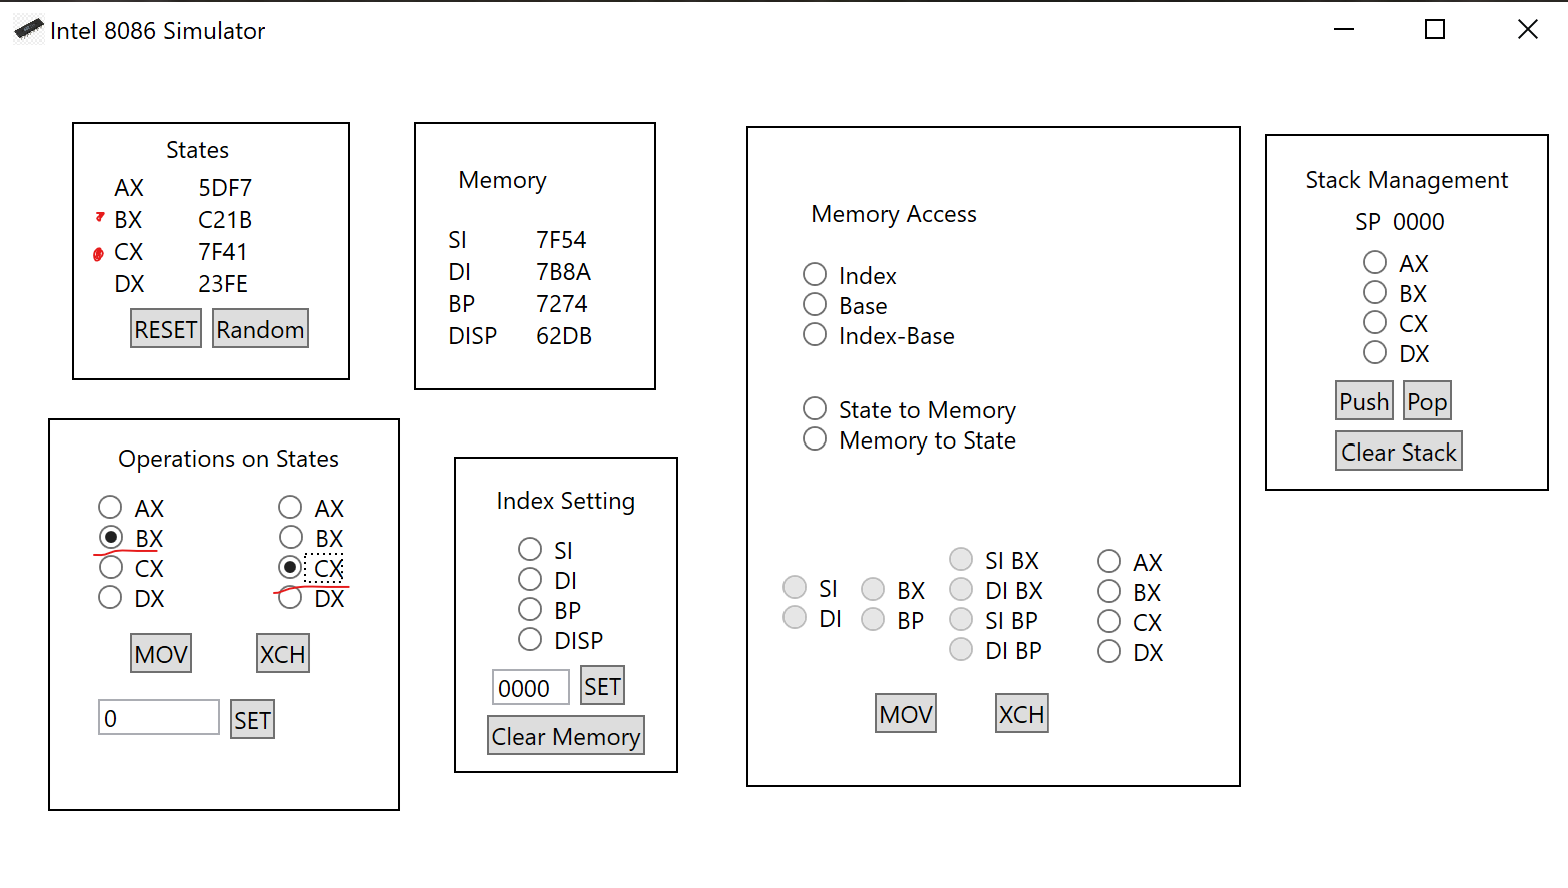 Intel 8086 Simulator
States
AX 5DF7
BX C21B
CX 7F41
DX 23FE
RESET Random
Memory
SI 7F54
DI 7B8A
BP 7274
DISP 62DB
Memory Access
Index
Base
Index-Base
State to Memory
Memory to State
SI
DI
BX
BP
SI BX
DI BX
SI BP
DI BP
AX
BX
CX
DX
MOV XCH
Stack Management
SP 0000
AX
BX
CX
DX
Push Pop
Clear Stack
Operations on States
AX AX
BX BX
CX CX
DX DX
MOV XCH
0 SET
Index Setting
SI
DI
BP
DISP
0000 SET
Clear Memory